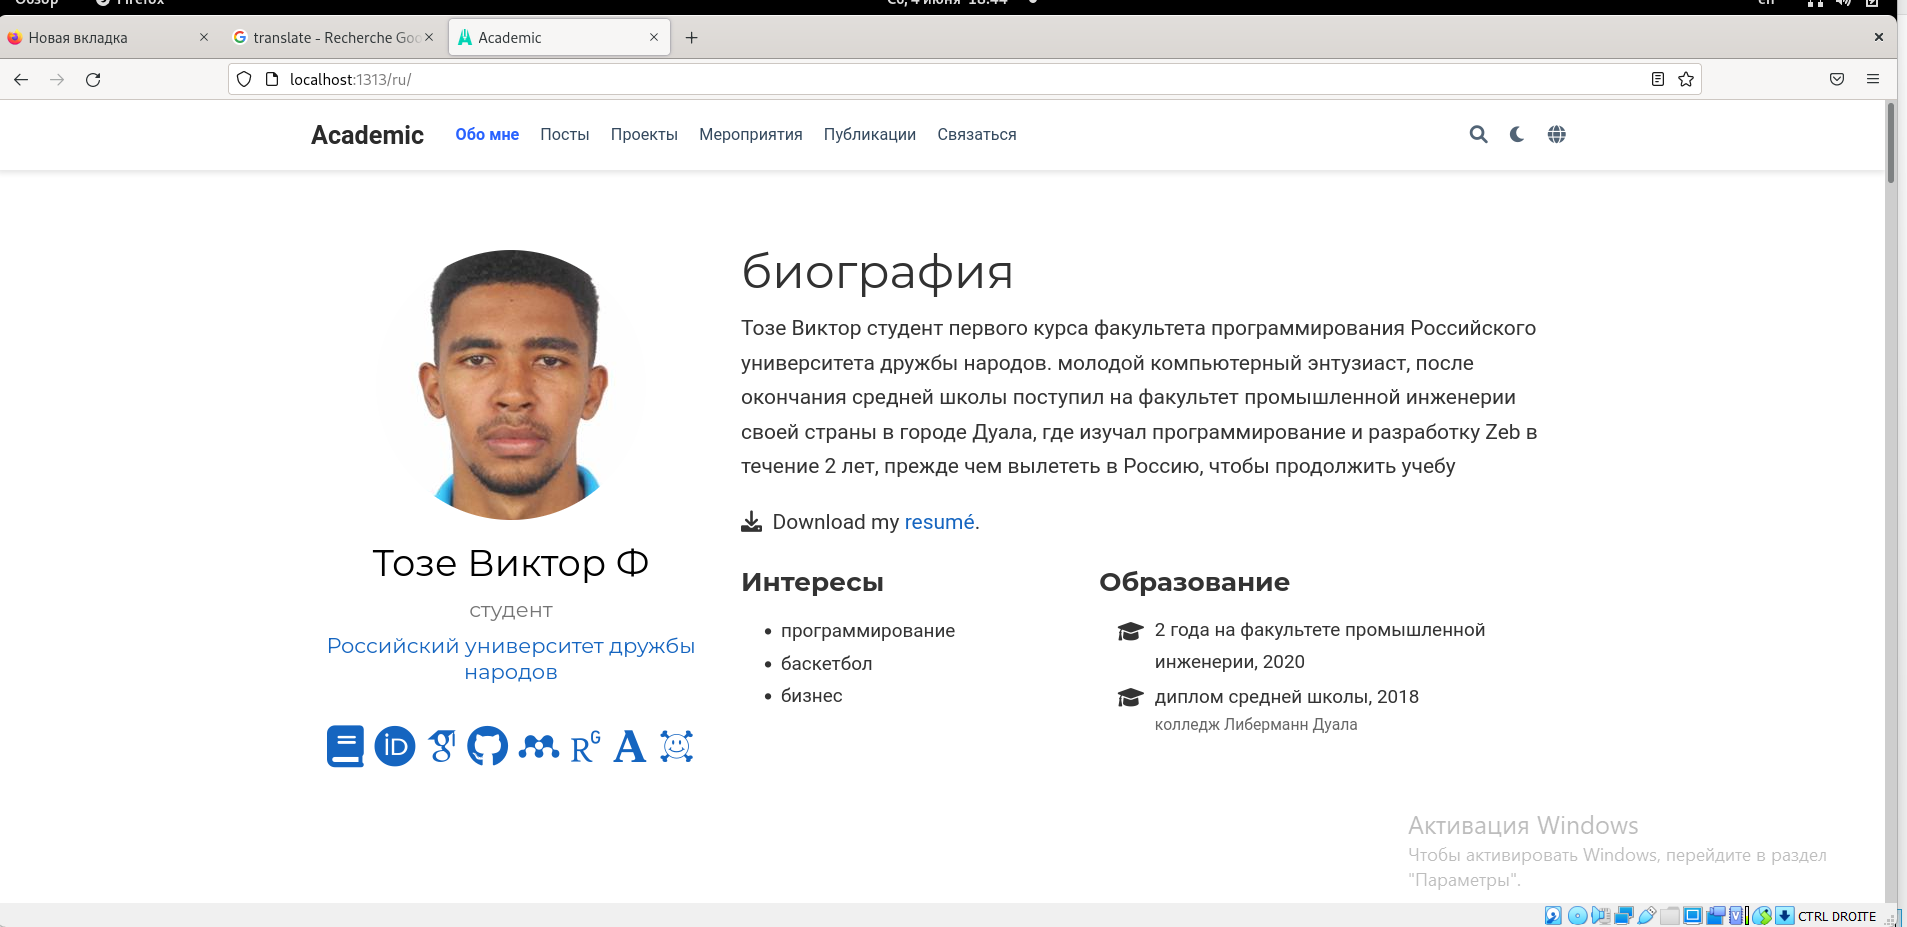 Обзор Firefox Сб, 4 июня 18:44 en
Новая вкладка translate - Recherche Goo Academic
localhost:1313/ru/
Academic Обо мне Посты Проекты Мероприятия Публикации Связаться
биография
Тозе Виктор студент первого курса факультета программирования Российского
университета дружбы народов. молодой компьютерный энтузиаст, после
окончания средней школы поступил на факультет промышленной инженерии
своей страны в городе Дуала, где изучал программирование и разработку Zeb в
течение 2 лет, прежде чем вылететь в Россию, чтобы продолжить учебу
Download my resumé.
Тозе Виктор Ф
студент
Российский университет дружбы
народов
iD g R G A
Интересы
программирование
баскетбол
бизнес
Образование
2 года на факультете промышленной
инженерии, 2020
диплом средней школы, 2018
колледж Либерманн Дуала
Активация Windows
Чтобы активировать Windows, перейдите в раздел
"Параметры".
CTRL DROITE